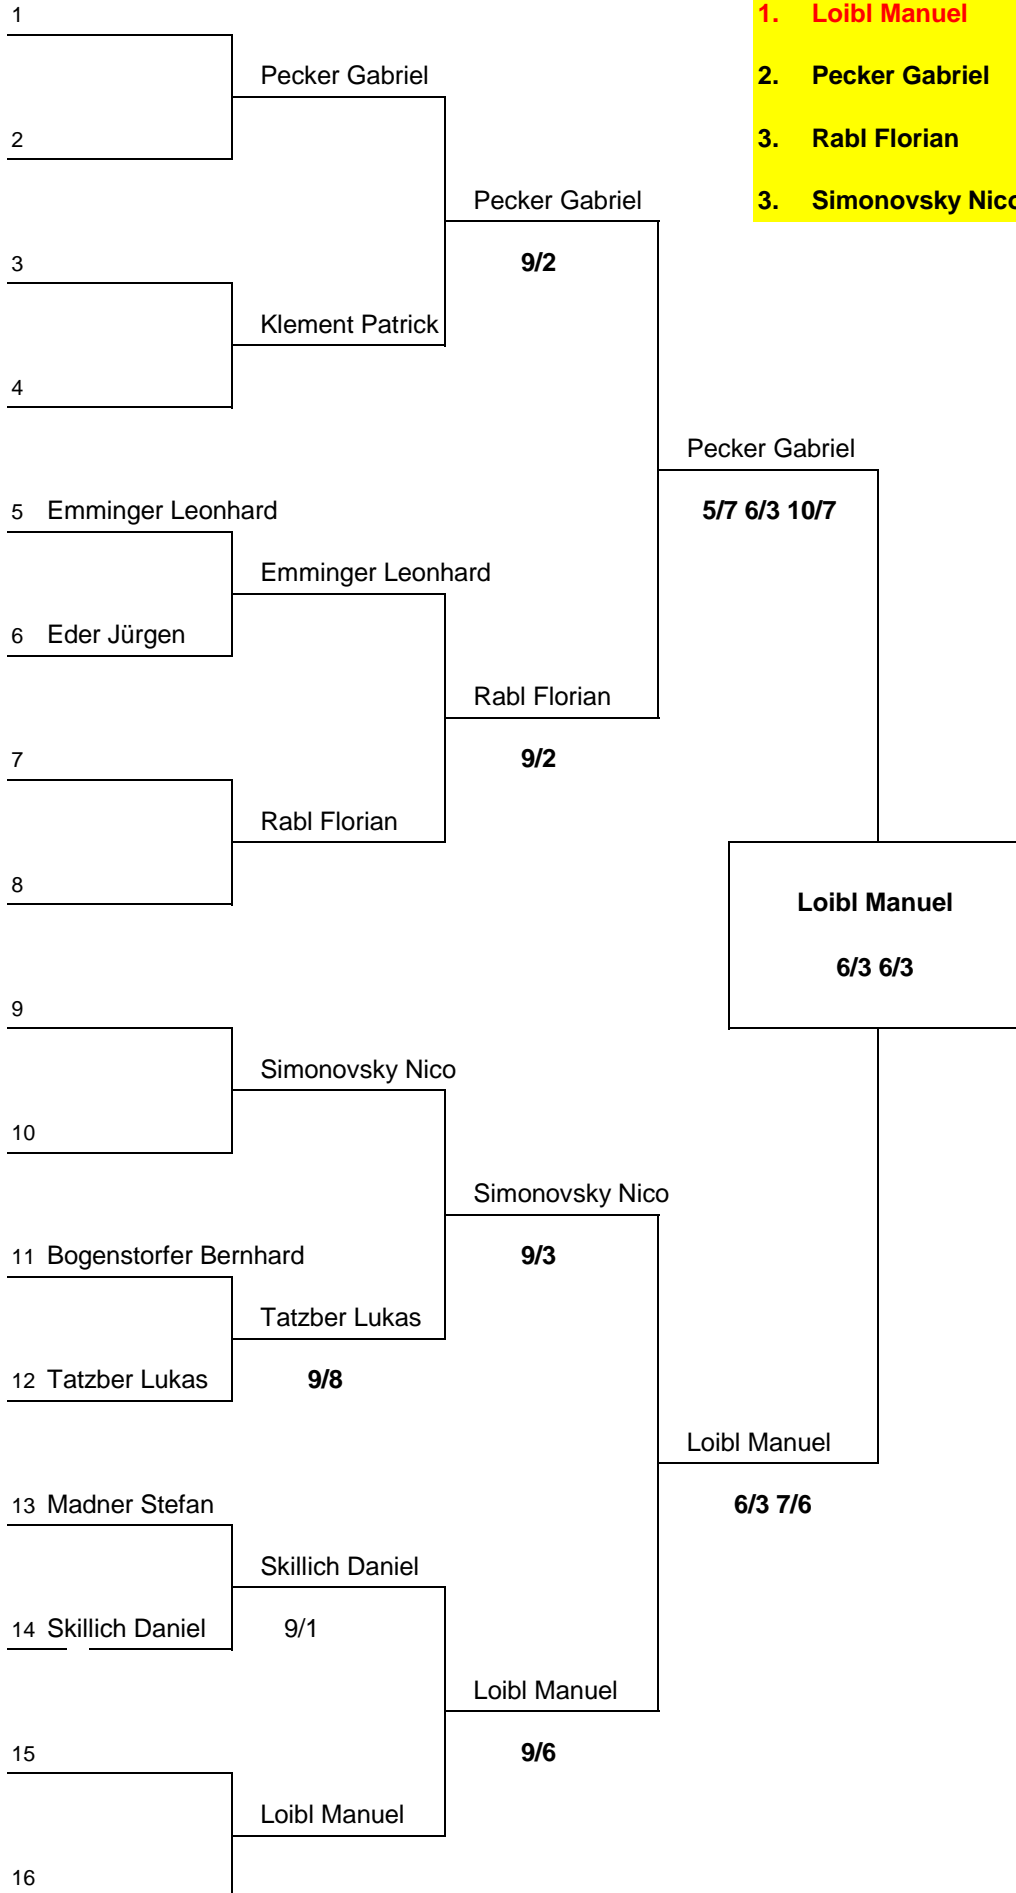 1
1. Loibl Manuel
Pecker Gabriel
2. Pecker Gabriel
2
3. Rabl Florian
Pecker Gabriel
3. Simonovsky Nico
3
9/2
Klement Patrick
4
Pecker Gabriel
5 Emminger Leonhard
5/7 6/3 10/7
Emminger Leonhard
6 Eder Jürgen
Rabl Florian
7
9/2
Rabl Florian
8
Loibl Manuel
6/3 6/3
9
Simonovsky Nico
10
Simonovsky Nico
11 Bogenstorfer Bernhard
9/3
Tatzber Lukas
12 Tatzber Lukas
9/8
Loibl Manuel
13 Madner Stefan
6/3 7/6
Skillich Daniel
14 Skillich Daniel
9/1
Loibl Manuel
15
9/6
Loibl Manuel
16